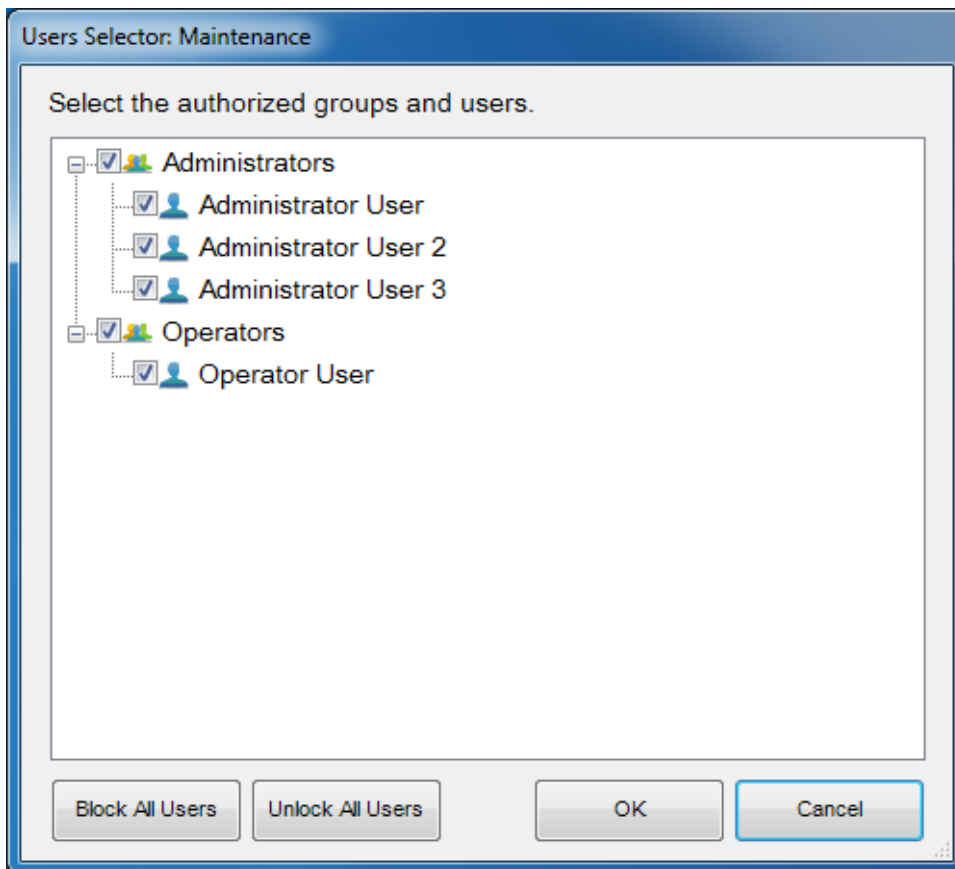 Users Selector: Maintenance
Select the authorized groups and users.
Administrators
Administrator User
Administrator User 2
Administrator User 3
Operators
Operator User
Block All Users Unlock All Users OK Cancel